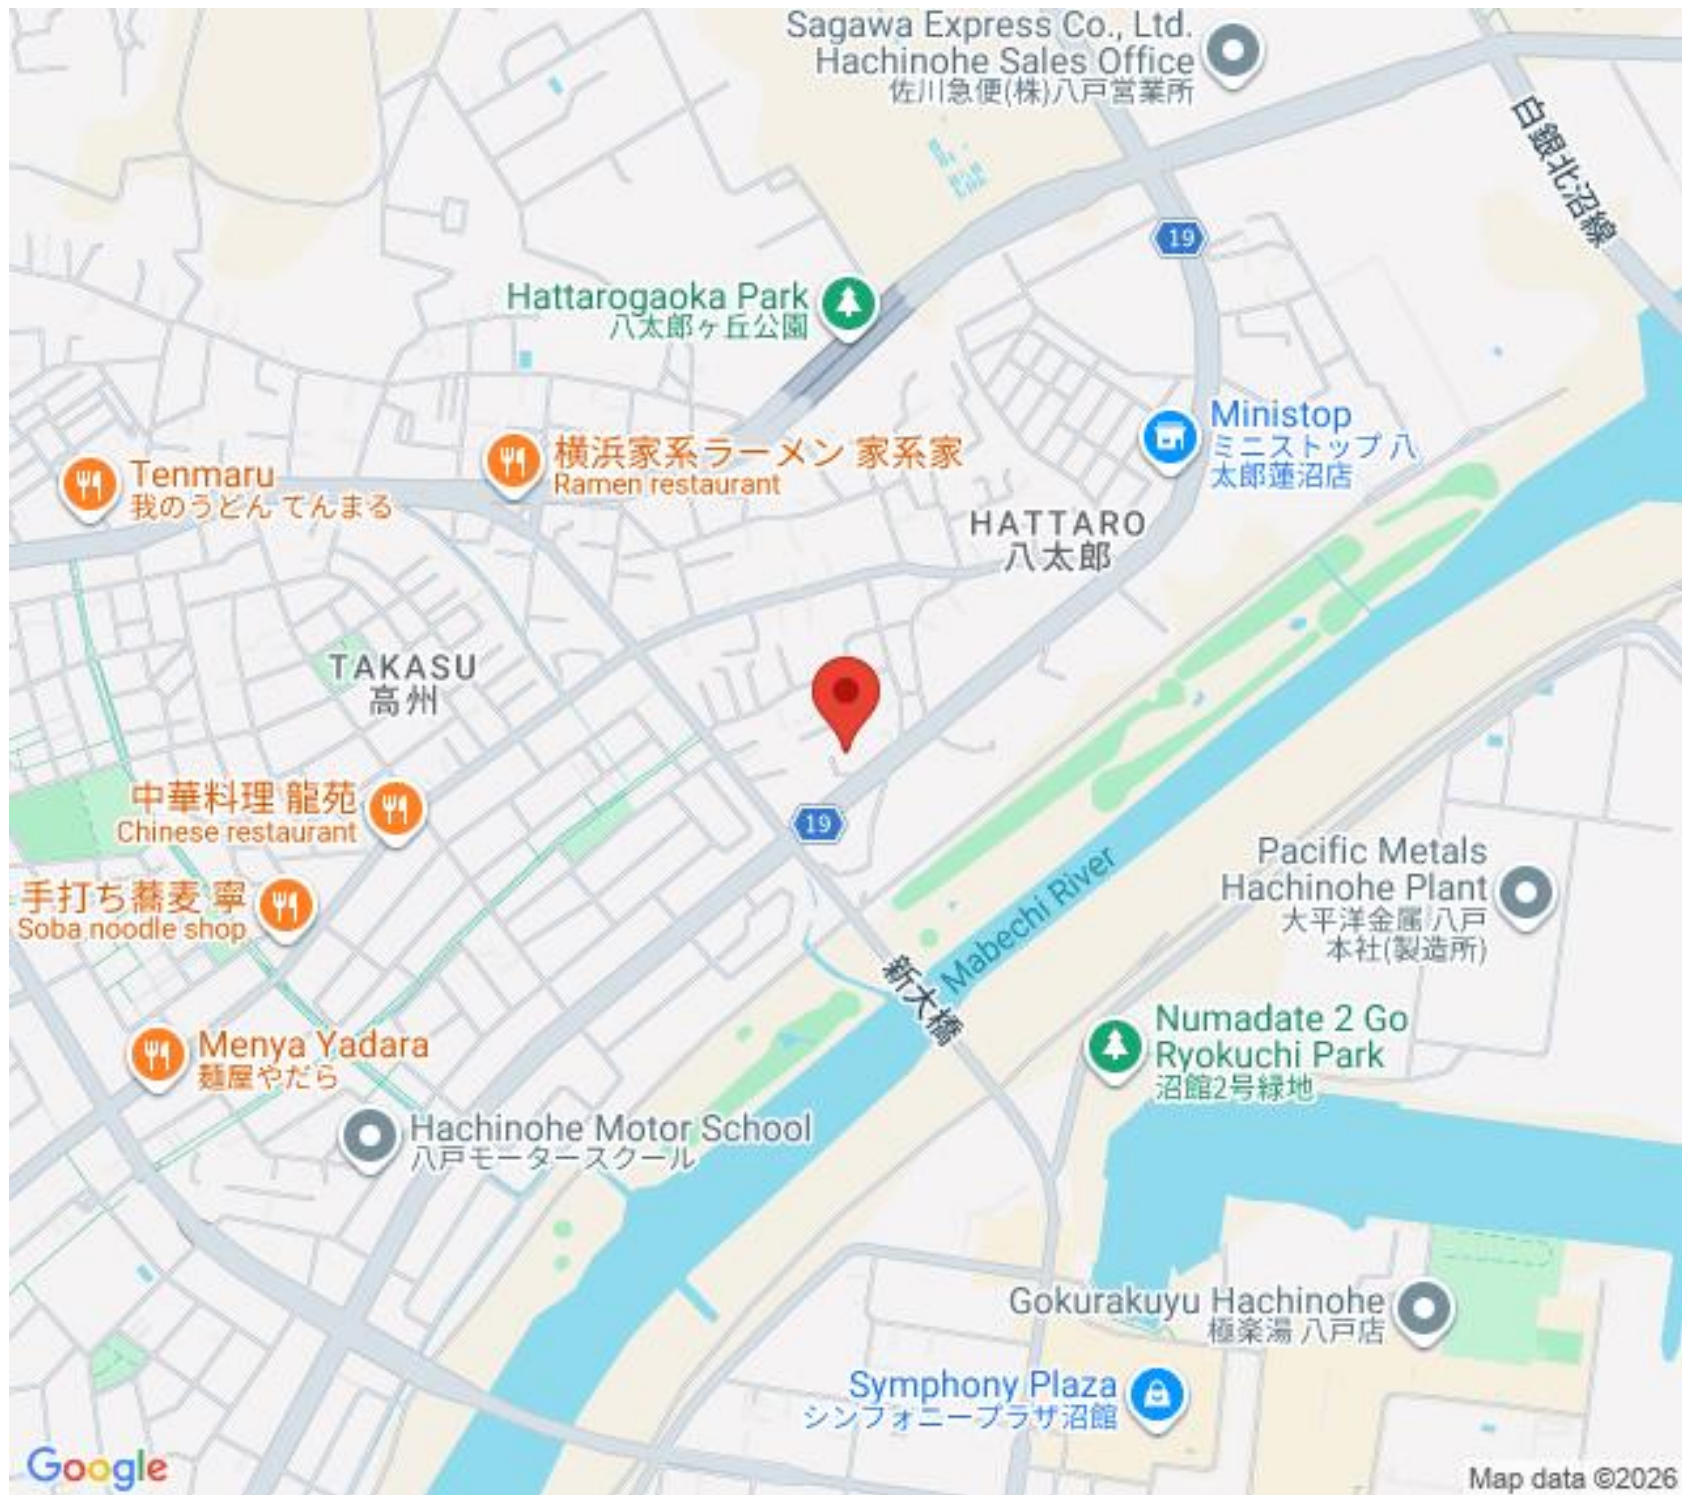 Sagawa Express Co., Ltd.
Hachinohe Sales Office
佐川急便(株)八戸営業所
白銀北沼線
19
Hattarogaoka Park
八太郎ヶ丘公園
Ministop
ミニストップ 八
太郎蓮沼店
横浜家系ラーメン 家系家
Ramen restaurant
Tenmaru
我のうどん てんまる
HATTARO
八太郎
TAKASU
高州
中華料理 龍苑
Chinese restaurant
19
Pacific Metals
Hachinohe Plant
大平洋金属 八戸
本社(製造所)
手打ち蕎麦 寧
Soba noodle shop
Mabechi River
新大橋
Numadate 2 Go
Ryokuchi Park
沼館2号緑地
Menya Yadara
麺屋やだら
Hachinohe Motor School
八戸モータースクール
Gokurakuyu Hachinohe
極楽湯 八戸店
Symphony Plaza
シンフォニープラザ沼館
Google
Map data ©2026